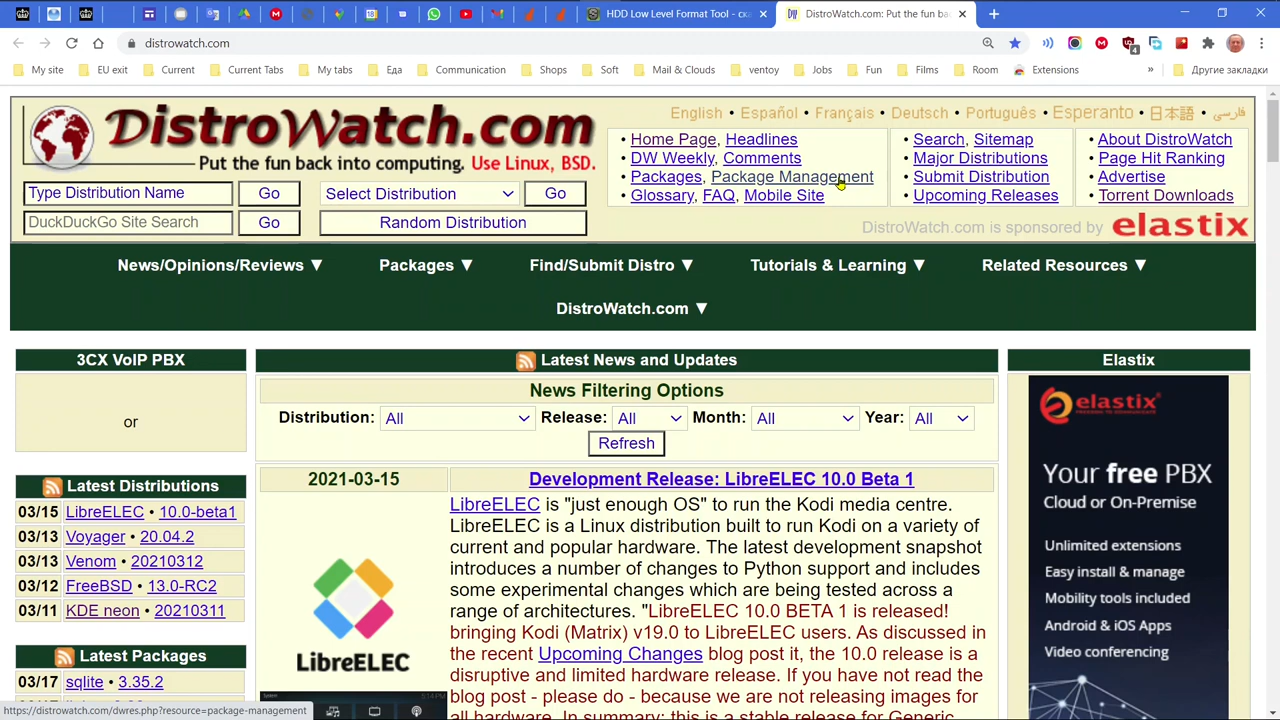 HDD Low Level Format Tool - ска
DistroWatch.com: Put the fun ba
distrowatch.com
My site
EU exit
Current
Current Tabs
My tabs
Еда
Communication
Shops
Soft
Mail & Clouds
ventoy
Jobs
Fun
Films
Room
Extensions
»
Другие закладки
DistroWatch.com
Put the fun back into computing. Use Linux, BSD.
English • Español • Français • Deutsch • Português • Esperanto • 日本語 • فارسی
• Home Page, Headlines
• DW Weekly, Comments
• Packages, Package Management
• Glossary, FAQ, Mobile Site
• Search, Sitemap
• Major Distributions
• Submit Distribution
• Upcoming Releases
• About DistroWatch
• Page Hit Ranking
• Advertise
• Torrent Downloads
Type Distribution Name
Go
Select Distribution
Go
DuckDuckGo Site Search
Go
Random Distribution
DistroWatch.com is sponsored by elastix
News/Opinions/Reviews ▼
Packages ▼
Find/Submit Distro ▼
Tutorials & Learning ▼
Related Resources ▼
DistroWatch.com ▼
3CX VoIP PBX
or
Latest Distributions
03/15 LibreELEC • 10.0-beta1
03/13 Voyager • 20.04.2
03/13 Venom • 20210312
03/12 FreeBSD • 13.0-RC2
03/11 KDE neon • 20210311
Latest Packages
03/17 sqlite • 3.35.2
Latest News and Updates
News Filtering Options
Distribution: All Release: All Month: All Year: All
Refresh
2021-03-15
Development Release: LibreELEC 10.0 Beta 1
LibreELEC is "just enough OS" to run the Kodi media centre.
LibreELEC is a Linux distribution built to run Kodi on a variety of
current and popular hardware. The latest development snapshot
introduces a number of changes to Python support and includes
some experimental changes which are being tested across a
range of architectures. "LibreELEC 10.0 BETA 1 is released!
bringing Kodi (Matrix) v19.0 to LibreELEC users. As discussed in
the recent Upcoming Changes blog post it, the 10.0 release is a
disruptive and limited hardware release. If you have not read the
blog post - please do - because we are not releasing images for
all hardware. In summary: this is a stable release for Generic
LibreELEC
Elastix
elastix
Your free PBX
Cloud or On-Premise
Unlimited extensions
Easy install & manage
Mobility tools included
Android & iOS Apps
Video conferencing
https://distrowatch.com/dwres.php?resource=package-management